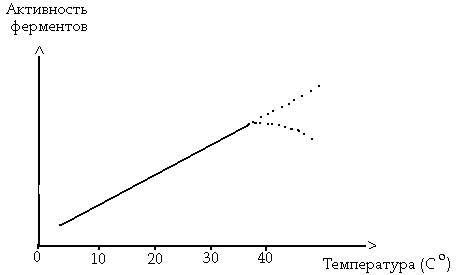 Активность
ферментов
0 10 20 30 40
Температура (С°)